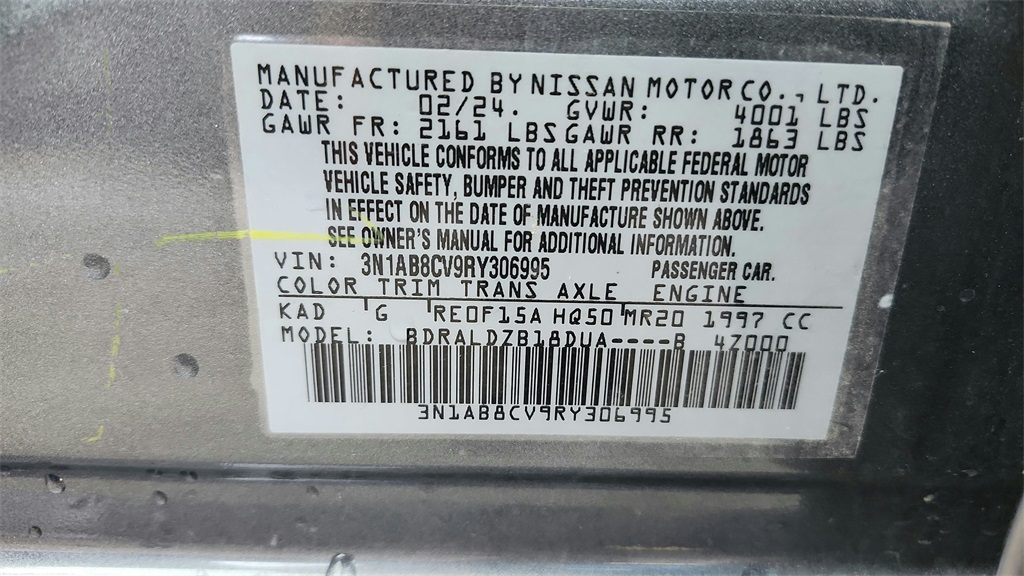 MANUFACTURED BY NISSAN MOTOR CO., LTD.
DATE: 02/24. GVWR: 4001 LBS
GAWR FR: 2161 LBS GAWR RR: 1863 LBS
THIS VEHICLE CONFORMS TO ALL APPLICABLE FEDERAL MOTOR
VEHICLE SAFETY, BUMPER AND THEFT PREVENTION STANDARDS
IN EFFECT ON THE DATE OF MANUFACTURE SHOWN ABOVE.
SEE OWNER'S MANUAL FOR ADDITIONAL INFORMATION.
VIN: 3N1AB8CV9RY306995 PASSENGER CAR.
COLOR TRIM TRANS AXLE ENGINE
KAD G RE0F15A HQ50 MR20 1997 CC
MODEL: BDRALDZB18DUA----B 4Z000
3N1AB8CV9RY306995